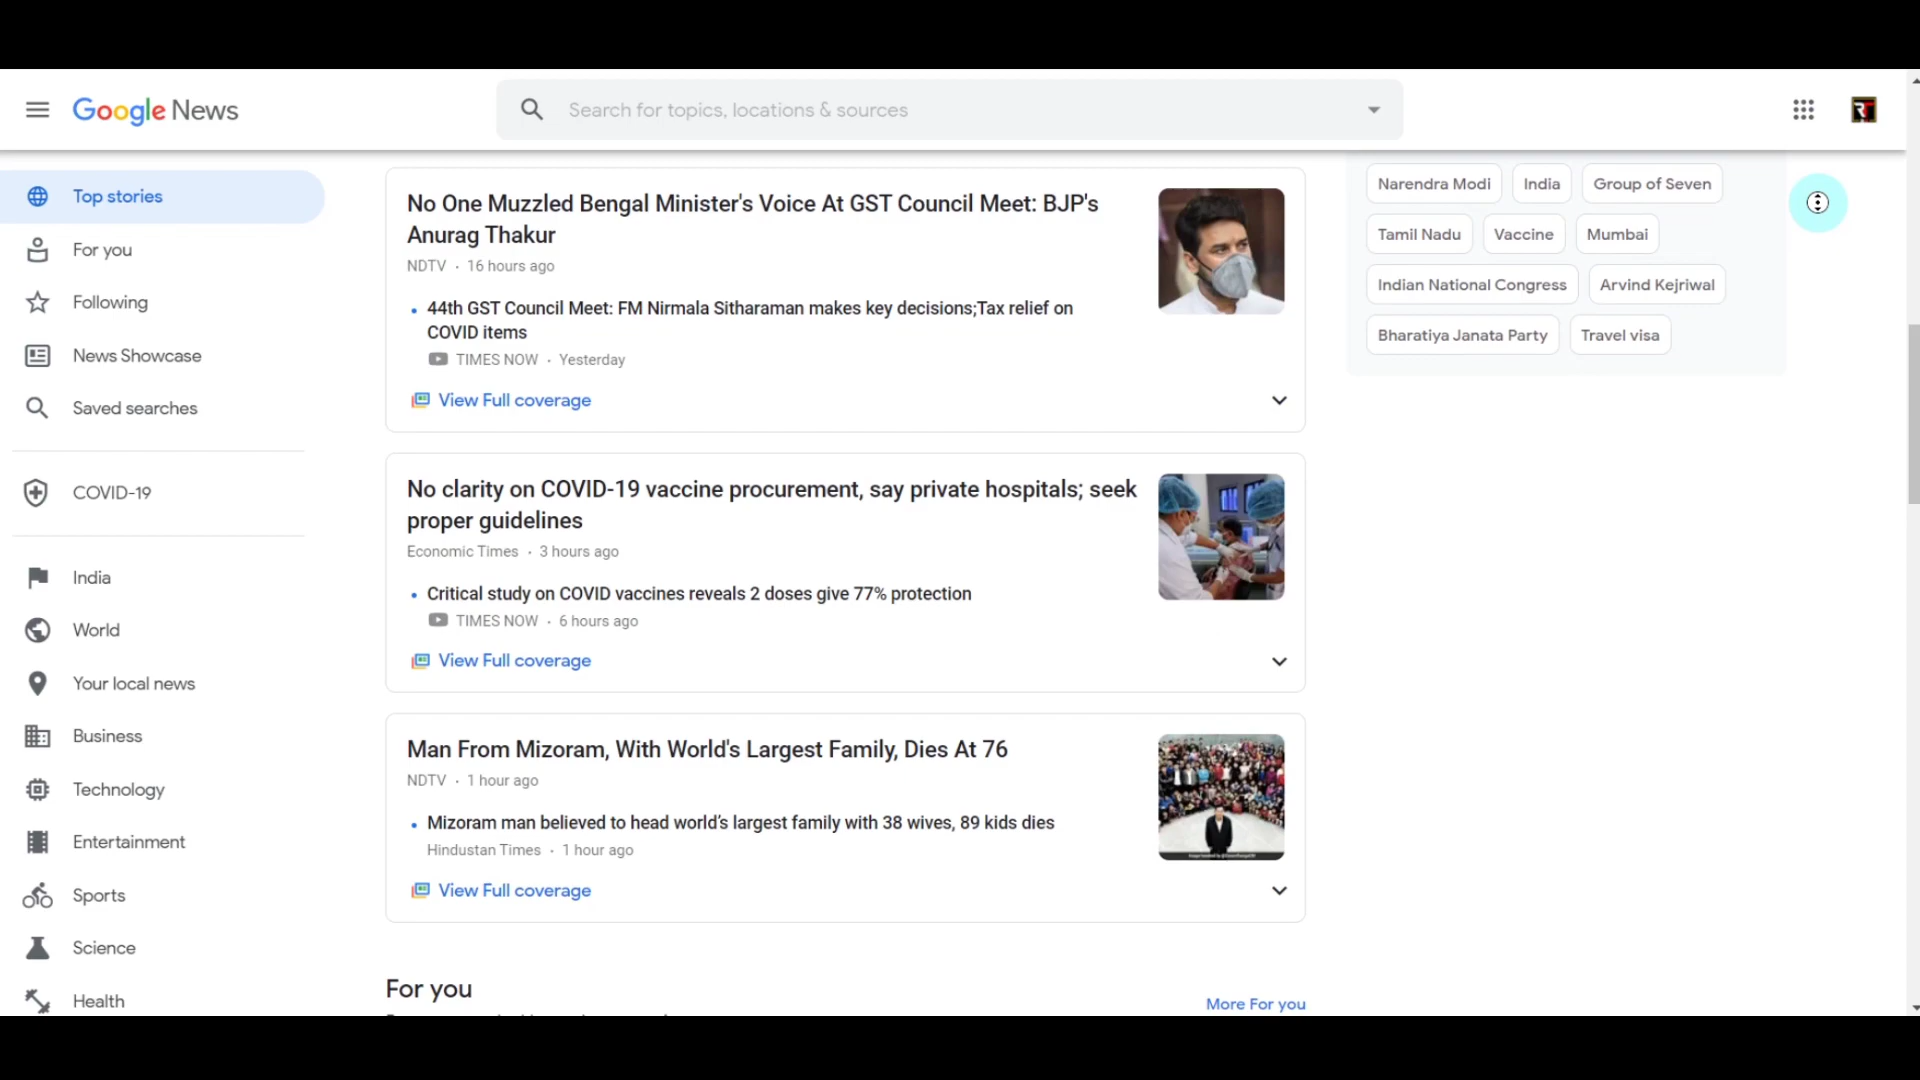 Google News
Search for topics, locations & sources
Top stories
For you
Following
News Showcase
Saved searches
COVID-19
India
World
Your local news
Business
Technology
Entertainment
Sports
Science
Health
No One Muzzled Bengal Minister's Voice At GST Council Meet: BJP's
Anurag Thakur
NDTV · 16 hours ago
44th GST Council Meet: FM Nirmala Sitharaman makes key decisions;Tax relief on
COVID items
TIMES NOW · Yesterday
View Full coverage
No clarity on COVID-19 vaccine procurement, say private hospitals; seek
proper guidelines
Economic Times · 3 hours ago
Critical study on COVID vaccines reveals 2 doses give 77% protection
TIMES NOW · 6 hours ago
View Full coverage
Man From Mizoram, With World's Largest Family, Dies At 76
NDTV · 1 hour ago
Mizoram man believed to head world’s largest family with 38 wives, 89 kids dies
Hindustan Times · 1 hour ago
View Full coverage
For you
More For you
Narendra Modi
India
Group of Seven
Tamil Nadu
Vaccine
Mumbai
Indian National Congress
Arvind Kejriwal
Bharatiya Janata Party
Travel visa